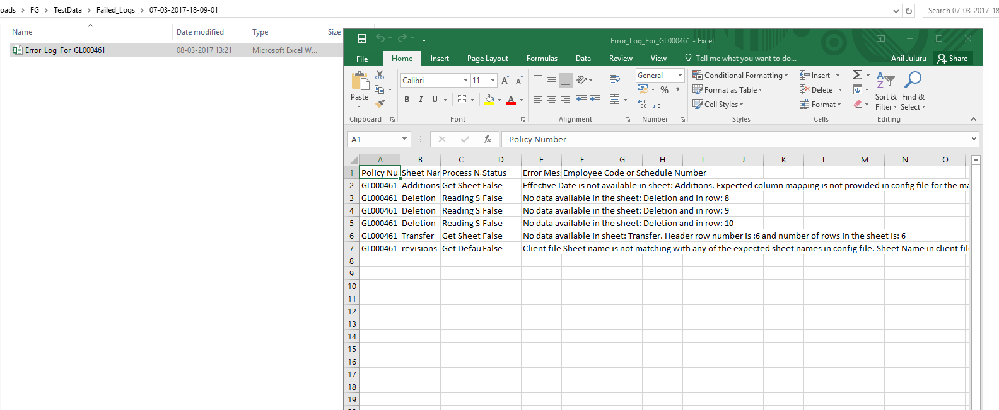 oads > FG > TestData > Failed_Logs > 07-03-2017-18-09-01
Search 07-03-2017-18
Name Date modified Type Size
Error_Log_For_GL000461 08-03-2017 13:21 Microsoft Excel W...
Error_Log_For_GL000461 - Excel
File Home Insert Page Layout Formulas Data Review View Tell me what you want to do... Anil Juluru Share
Calibri 11 General Conditional Formatting Insert Sort & Find &
Paste B I U % , Format as Table Delete Filter Select
Cell Styles Format
Clipboard Font Alignment Number Styles Cells Editing
A1 fx Policy Number
A B C D E F G H I J K L M N O
1 Policy Nur Sheet Nar Process N Status Error Mes: Employee Code or Schedule Number
2 GL000461 Additions Get Sheet False Effective Date is not available in sheet: Additions. Expected column mapping is not provided in config file for the ma
3 GL000461 Deletion Reading S False No data available in the sheet: Deletion and in row: 8
4 GL000461 Deletion Reading S False No data available in the sheet: Deletion and in row: 9
5 GL000461 Deletion Reading S False No data available in the sheet: Deletion and in row: 10
6 GL000461 Transfer Get Sheet False No data available in sheet: Transfer. Header row number is :6 and number of rows in the sheet is: 6
7 GL000461 revisions Get Defau False Client file Sheet name is not matching with any of the expected sheet names in config file. Sheet Name in client fil
8
9
10
11
12
13
14
15
16
17
18
19